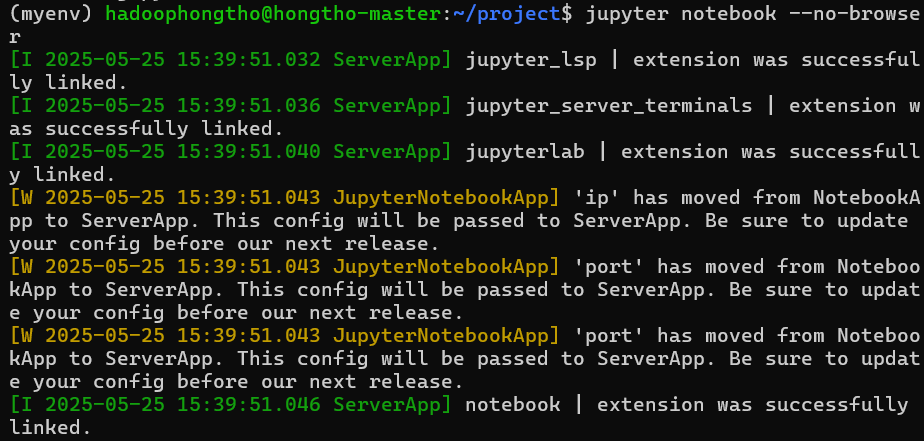 (myenv) hadoophongtho@hongtho-master:~/project$ jupyter notebook --no-browse
r
[I 2025-05-25 15:39:51.032 ServerApp] jupyter_lsp | extension was successful
ly linked.
[I 2025-05-25 15:39:51.036 ServerApp] jupyter_server_terminals | extension w
as successfully linked.
[I 2025-05-25 15:39:51.040 ServerApp] jupyterlab | extension was successfull
y linked.
[W 2025-05-25 15:39:51.043 JupyterNotebookApp] 'ip' has moved from NotebookA
pp to ServerApp. This config will be passed to ServerApp. Be sure to update
your config before our next release.
[W 2025-05-25 15:39:51.043 JupyterNotebookApp] 'port' has moved from Noteboo
kApp to ServerApp. This config will be passed to ServerApp. Be sure to updat
e your config before our next release.
[W 2025-05-25 15:39:51.043 JupyterNotebookApp] 'port' has moved from Noteboo
kApp to ServerApp. This config will be passed to ServerApp. Be sure to updat
e your config before our next release.
[I 2025-05-25 15:39:51.046 ServerApp] notebook | extension was successfully
linked.